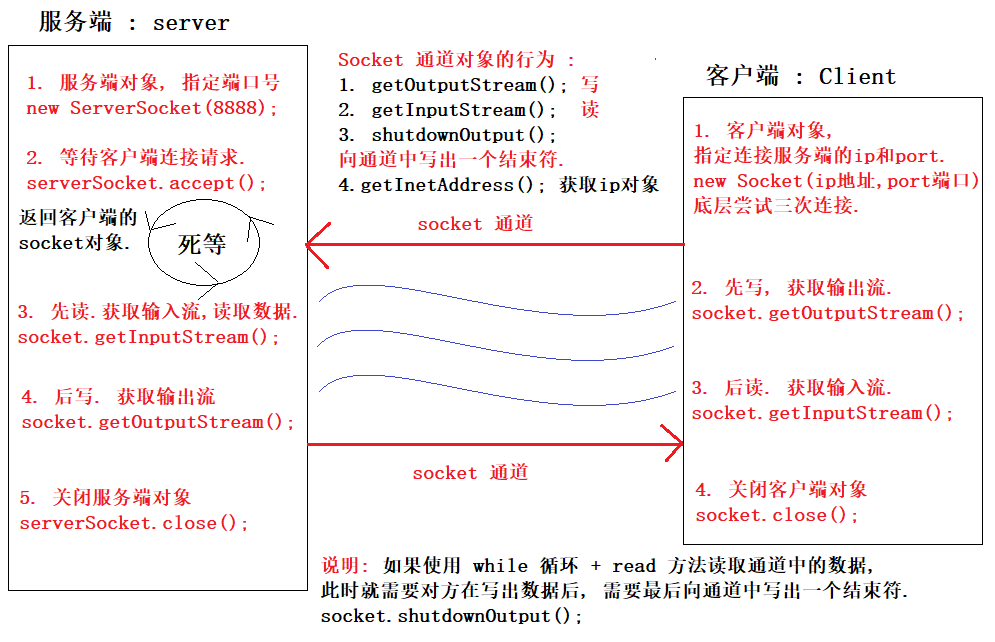 服务端 : server
1. 服务端对象, 指定端口号
new ServerSocket(8888);
2. 等待客户端连接请求.
serverSocket.accept();
返回客户端的
socket对象.
死等
3. 先读.获取输入流,读取数据.
socket.getInputStream();
4. 后写. 获取输出流
socket.getOutputStream();
5. 关闭服务端对象
serverSocket.close();
Socket 通道对象的行为 :
1. getOutputStream(); 写
2. getInputStream(); 读
3. shutdownOutput();
向通道中写出一个结束符.
4.getInetAddress(); 获取ip对象
socket 通道
socket 通道
客户端 : Client
1. 客户端对象,
指定连接服务端的ip和port.
new Socket(ip地址,port端口)
底层尝试三次连接.
2. 先写, 获取输出流.
socket.getOutputStream();
3. 后读. 获取输入流.
socket.getInputStream();
4. 关闭客户端对象
socket.close();
说明: 如果使用 while 循环 + read 方法读取通道中的数据,
此时就需要对方在写出数据后, 需要最后向通道中写出一个结束符.
socket.shutdownOutput();